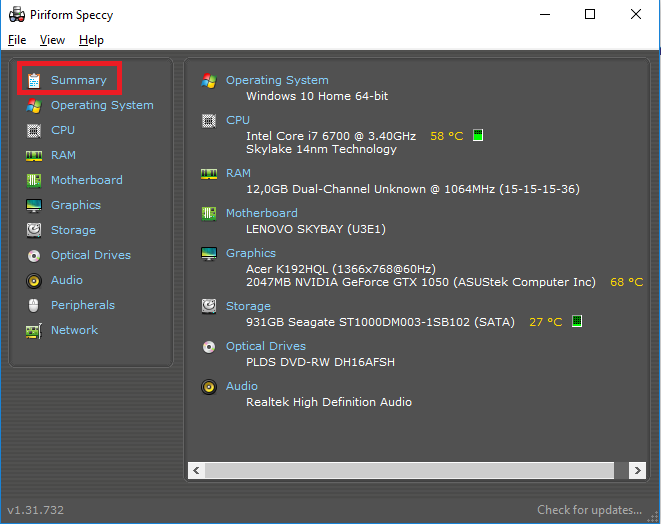 Piriform Speccy
File View Help
Summary
Operating System
CPU
RAM
Motherboard
Graphics
Storage
Optical Drives
Audio
Peripherals
Network
Operating System
Windows 10 Home 64-bit
CPU
Intel Core i7 6700 @ 3.40GHz 58 °C
Skylake 14nm Technology
RAM
12,0GB Dual-Channel Unknown @ 1064MHz (15-15-15-36)
Motherboard
LENOVO SKYBAY (U3E1)
Graphics
Acer K192HQL (1366x768@60Hz)
2047MB NVIDIA GeForce GTX 1050 (ASUStek Computer Inc) 68 °C
Storage
931GB Seagate ST1000DM003-1SB102 (SATA) 27 °C
Optical Drives
PLDS DVD-RW DH16AFSH
Audio
Realtek High Definition Audio
v1.31.732
Check for updates...